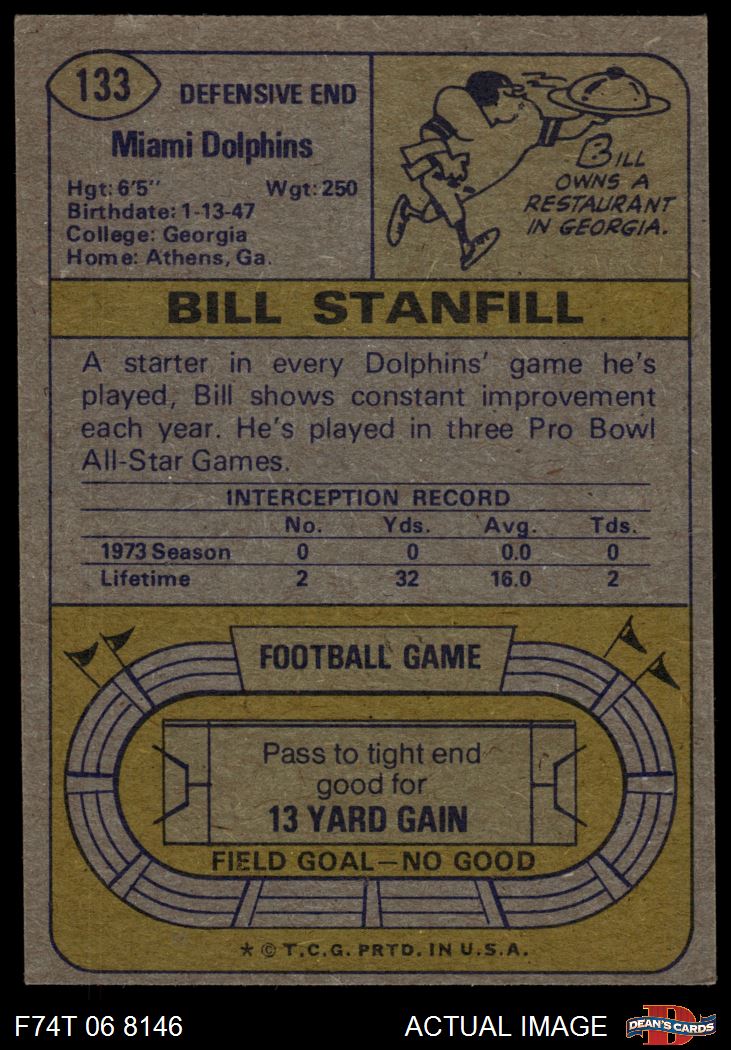 133
DEFENSIVE END
Miami Dolphins
Hgt: 6'5" Wgt: 250
Birthdate: 1-13-47
College: Georgia
Home: Athens, Ga.
BILL
OWNS A
RESTAURANT
IN GEORGIA.
BILL STANFILL
A starter in every Dolphins' game he's
played, Bill shows constant improvement
each year. He's played in three Pro Bowl
All-Star Games.
INTERCEPTION RECORD
No. Yds. Avg. Tds.
1973 Season 0 0 0.0 0
Lifetime 2 32 16.0 2
FOOTBALL GAME
Pass to tight end
good for
13 YARD GAIN
FIELD GOAL—NO GOOD
* © T.C.G. PRTD. IN U.S.A.
F74T 06 8146 ACTUAL IMAGE
DEAN'S CARDS